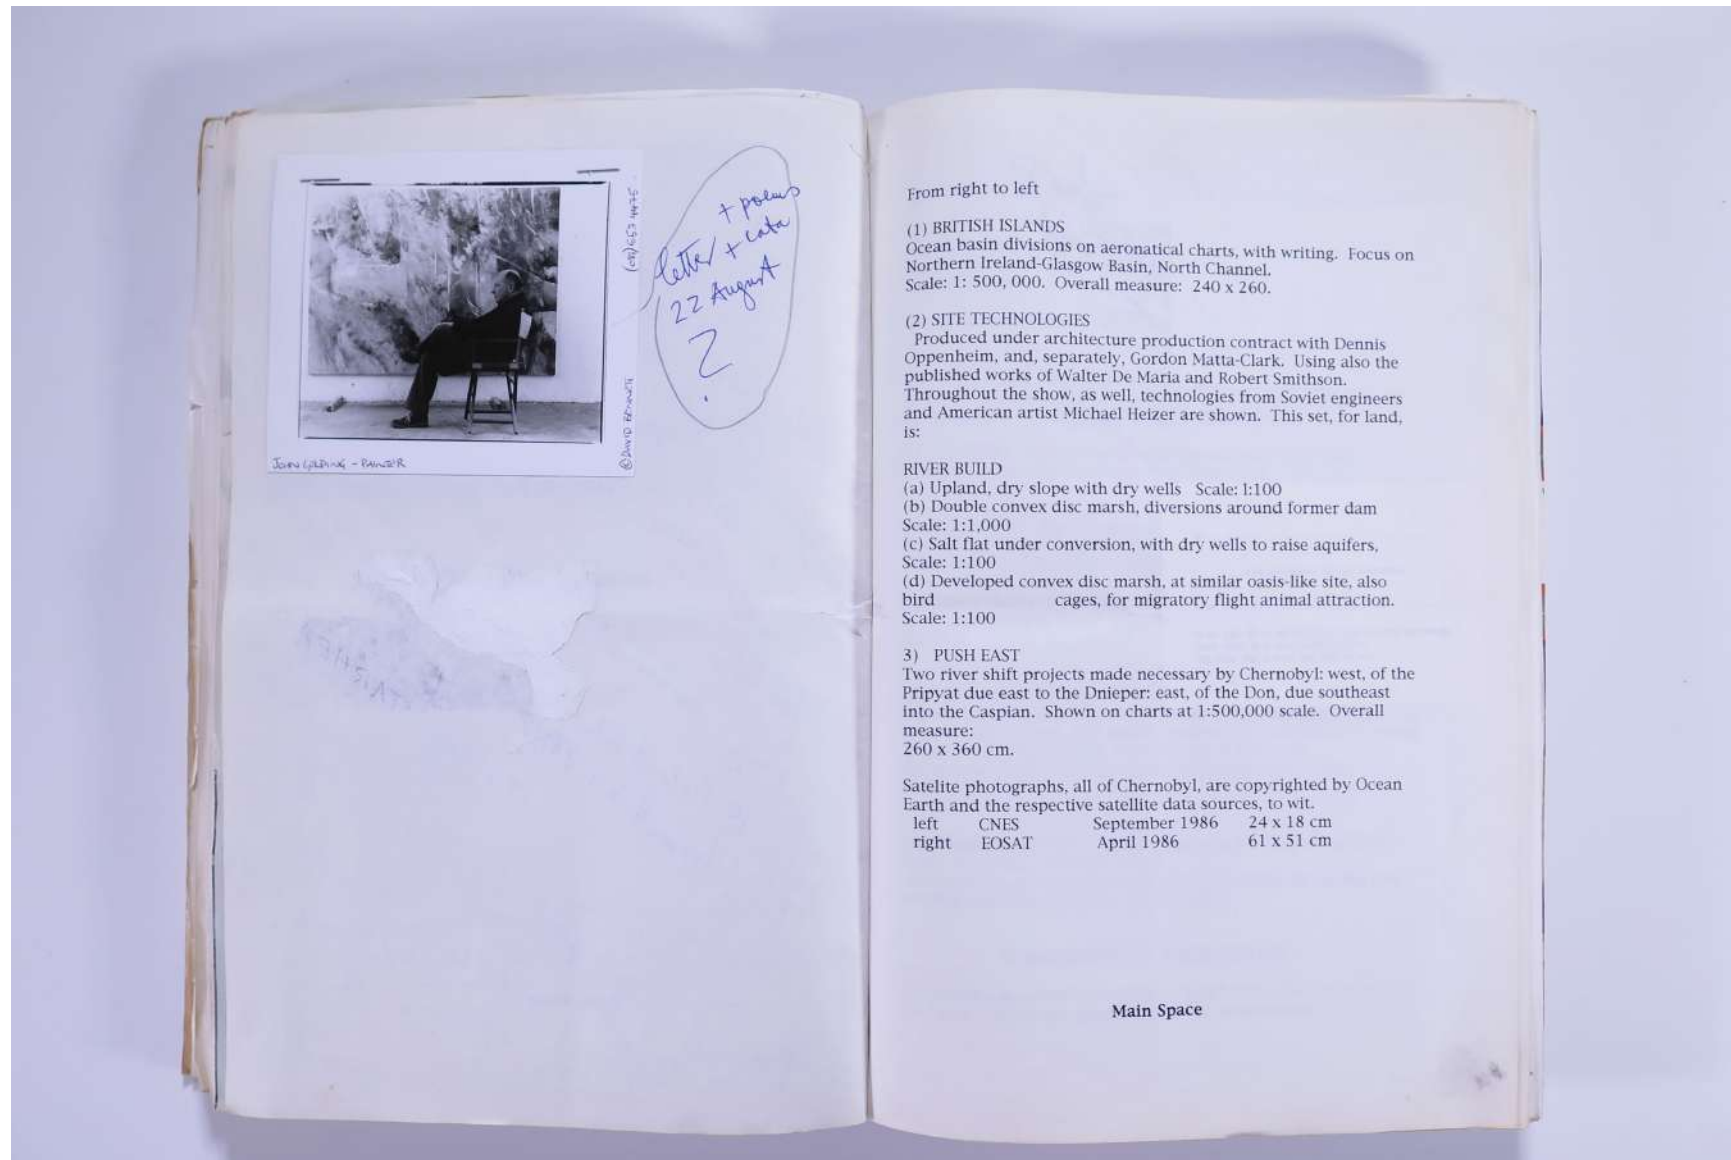 + poems
letter + cata
22 August
?
JOHN GOLDING – PAINTER
© DAVID
From right to left
(1) BRITISH ISLANDS
Ocean basin divisions on aeronatical charts, with writing. Focus on
Northern Ireland-Glasgow Basin, North Channel.
Scale: 1: 500, 000. Overall measure: 240 x 260.
(2) SITE TECHNOLOGIES
Produced under architecture production contract with Dennis
Oppenheim, and, separately, Gordon Matta-Clark. Using also the
published works of Walter De Maria and Robert Smithson.
Throughout the show, as well, technologies from Soviet engineers
and American artist Michael Heizer are shown. This set, for land,
is:
RIVER BUILD
(a) Upland, dry slope with dry wells Scale: 1:100
(b) Double convex disc marsh, diversions around former dam
Scale: 1:1,000
(c) Salt flat under conversion, with dry wells to raise aquifers,
Scale: 1:100
(d) Developed convex disc marsh, at similar oasis-like site, also
bird cages, for migratory flight animal attraction.
Scale: 1:100
3) PUSH EAST
Two river shift projects made necessary by Chernobyl: west, of the
Pripyat due east to the Dnieper: east, of the Don, due southeast
into the Caspian. Shown on charts at 1:500,000 scale. Overall
measure:
260 x 360 cm.
Satelite photographs, all of Chernobyl, are copyrighted by Ocean
Earth and the respective satellite data sources, to wit.
left CNES September 1986 24 x 18 cm
right EOSAT April 1986 61 x 51 cm
Main Space